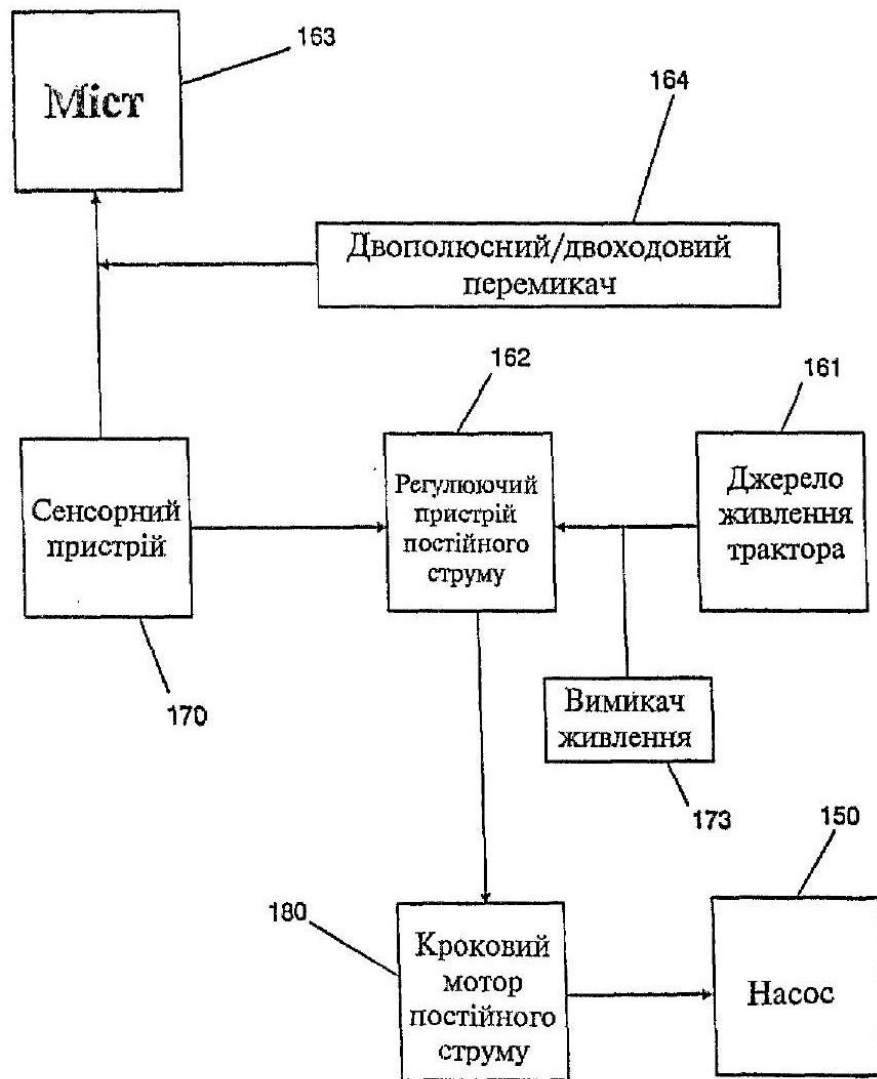 163
Міст
164
Двополюсний/двоходовий
перемикач
162
161
Сенсорний
пристрій
Регулюючий
пристрій
постійного
струму
Джерело
живлення
трактора
170
Вимикач
живлення
173
150
180
Кроковий
мотор
постійного
струму
Насос